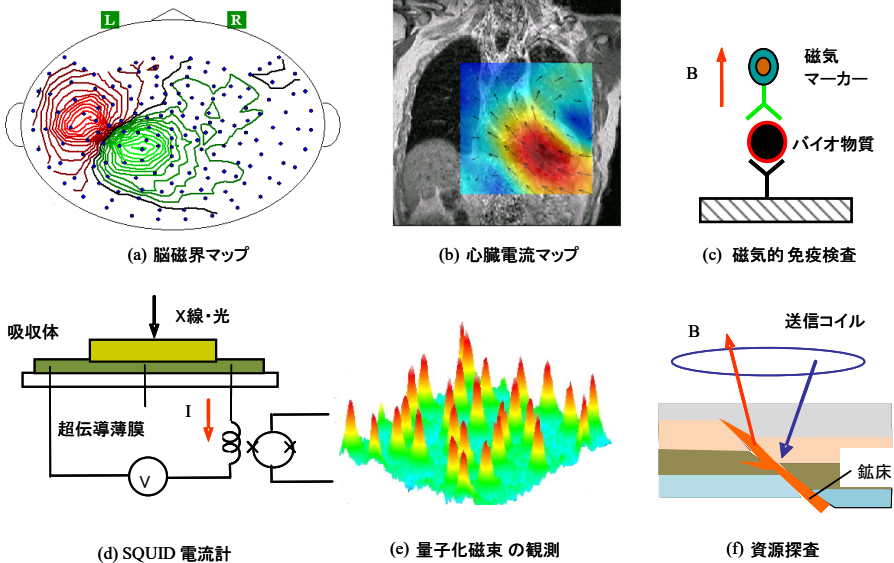 L R
(a) 脳磁界マップ
(b) 心臓電流マップ
B
磁気
マーカー
バイオ物質
(c) 磁気的 免疫検査
X線・光
吸収体
I
超伝導薄膜
V
(d) SQUID 電流計
(e) 量子化磁束 の観測
送信コイル
B
鉱床
(f) 資源探査